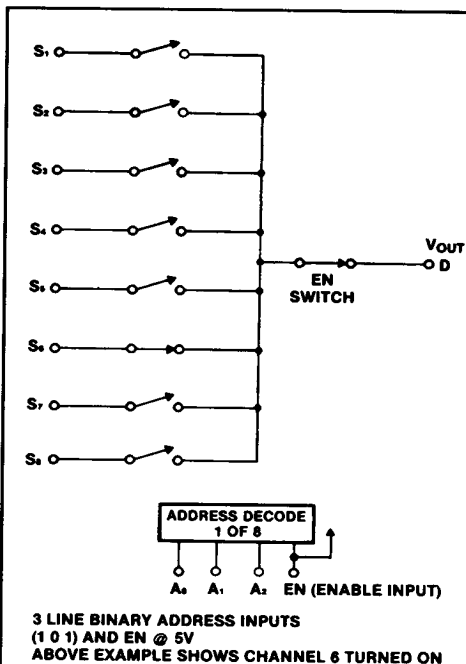 S₁
S₂
S₃
S₄
S₅
S₆
S₇
S₈
VOUT
D
EN
SWITCH
ADDRESS DECODE
1 OF 8
A₀ A₁ A₂ EN (ENABLE INPUT)
3 LINE BINARY ADDRESS INPUTS
(1 0 1) AND EN @ 5V
ABOVE EXAMPLE SHOWS CHANNEL 6 TURNED ON